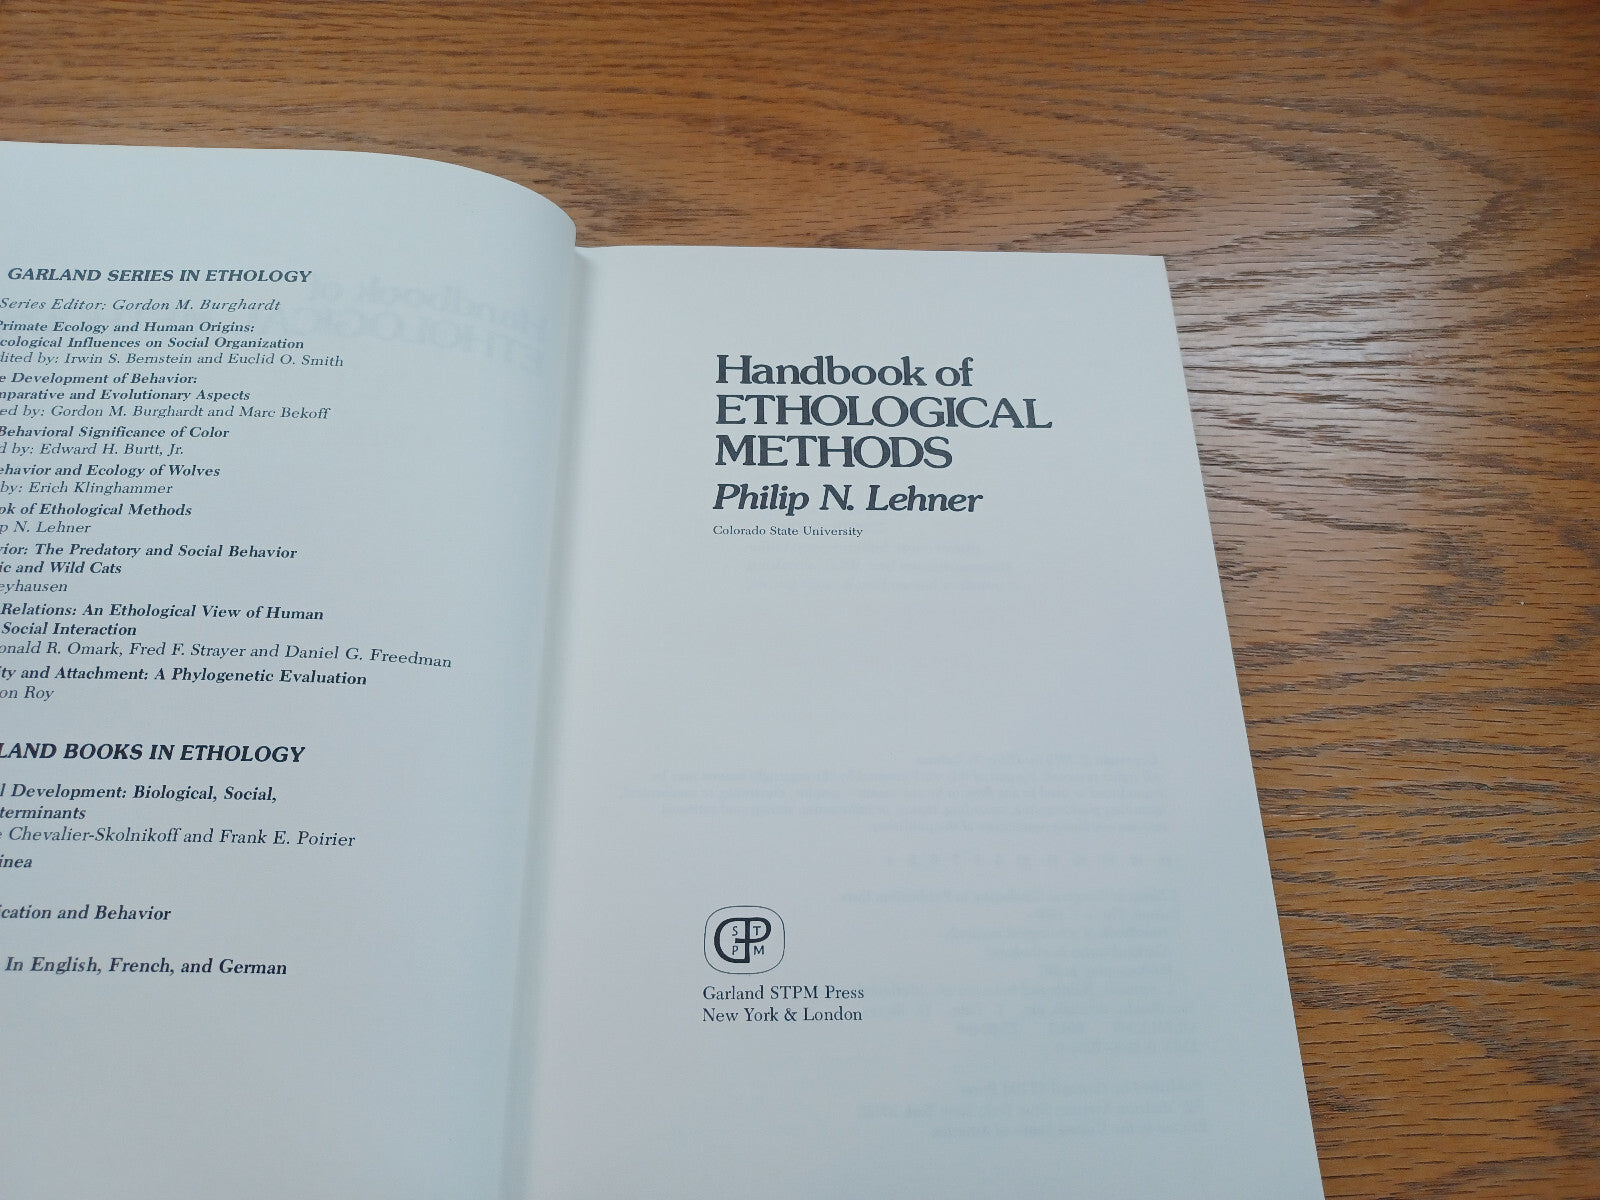 GARLAND SERIES IN ETHOLOGY
Series Editor: Gordon M. Burghardt
Primate Ecology and Human Origins:
cological Influences on Social Organization
dited by: Irwin S. Bernstein and Euclid O. Smith
e Development of Behavior:
mparative and Evolutionary Aspects
ed by: Gordon M. Burghardt and Marc Bekoff
Behavioral Significance of Color
d by: Edward H. Burtt, Jr.
ehavior and Ecology of Wolves
by: Erich Klinghammer
ok of Ethological Methods
p N. Lehner
vior: The Predatory and Social Behavior
ic and Wild Cats
eyhausen
Relations: An Ethological View of Human
Social Interaction
onald R. Omark, Fred F. Strayer and Daniel G. Freedman
ity and Attachment: A Phylogenetic Evaluation
on Roy
LAND BOOKS IN ETHOLOGY
l Development: Biological, Social,
terminants
e Chevalier-Skolnikoff and Frank E. Poirier
inea
ication and Behavior
In English, French, and German
Handbook of
ETHOLOGICAL
METHODS
Philip N. Lehner
Colorado State University
G P
S T
P M
Garland STPM Press
New York & London